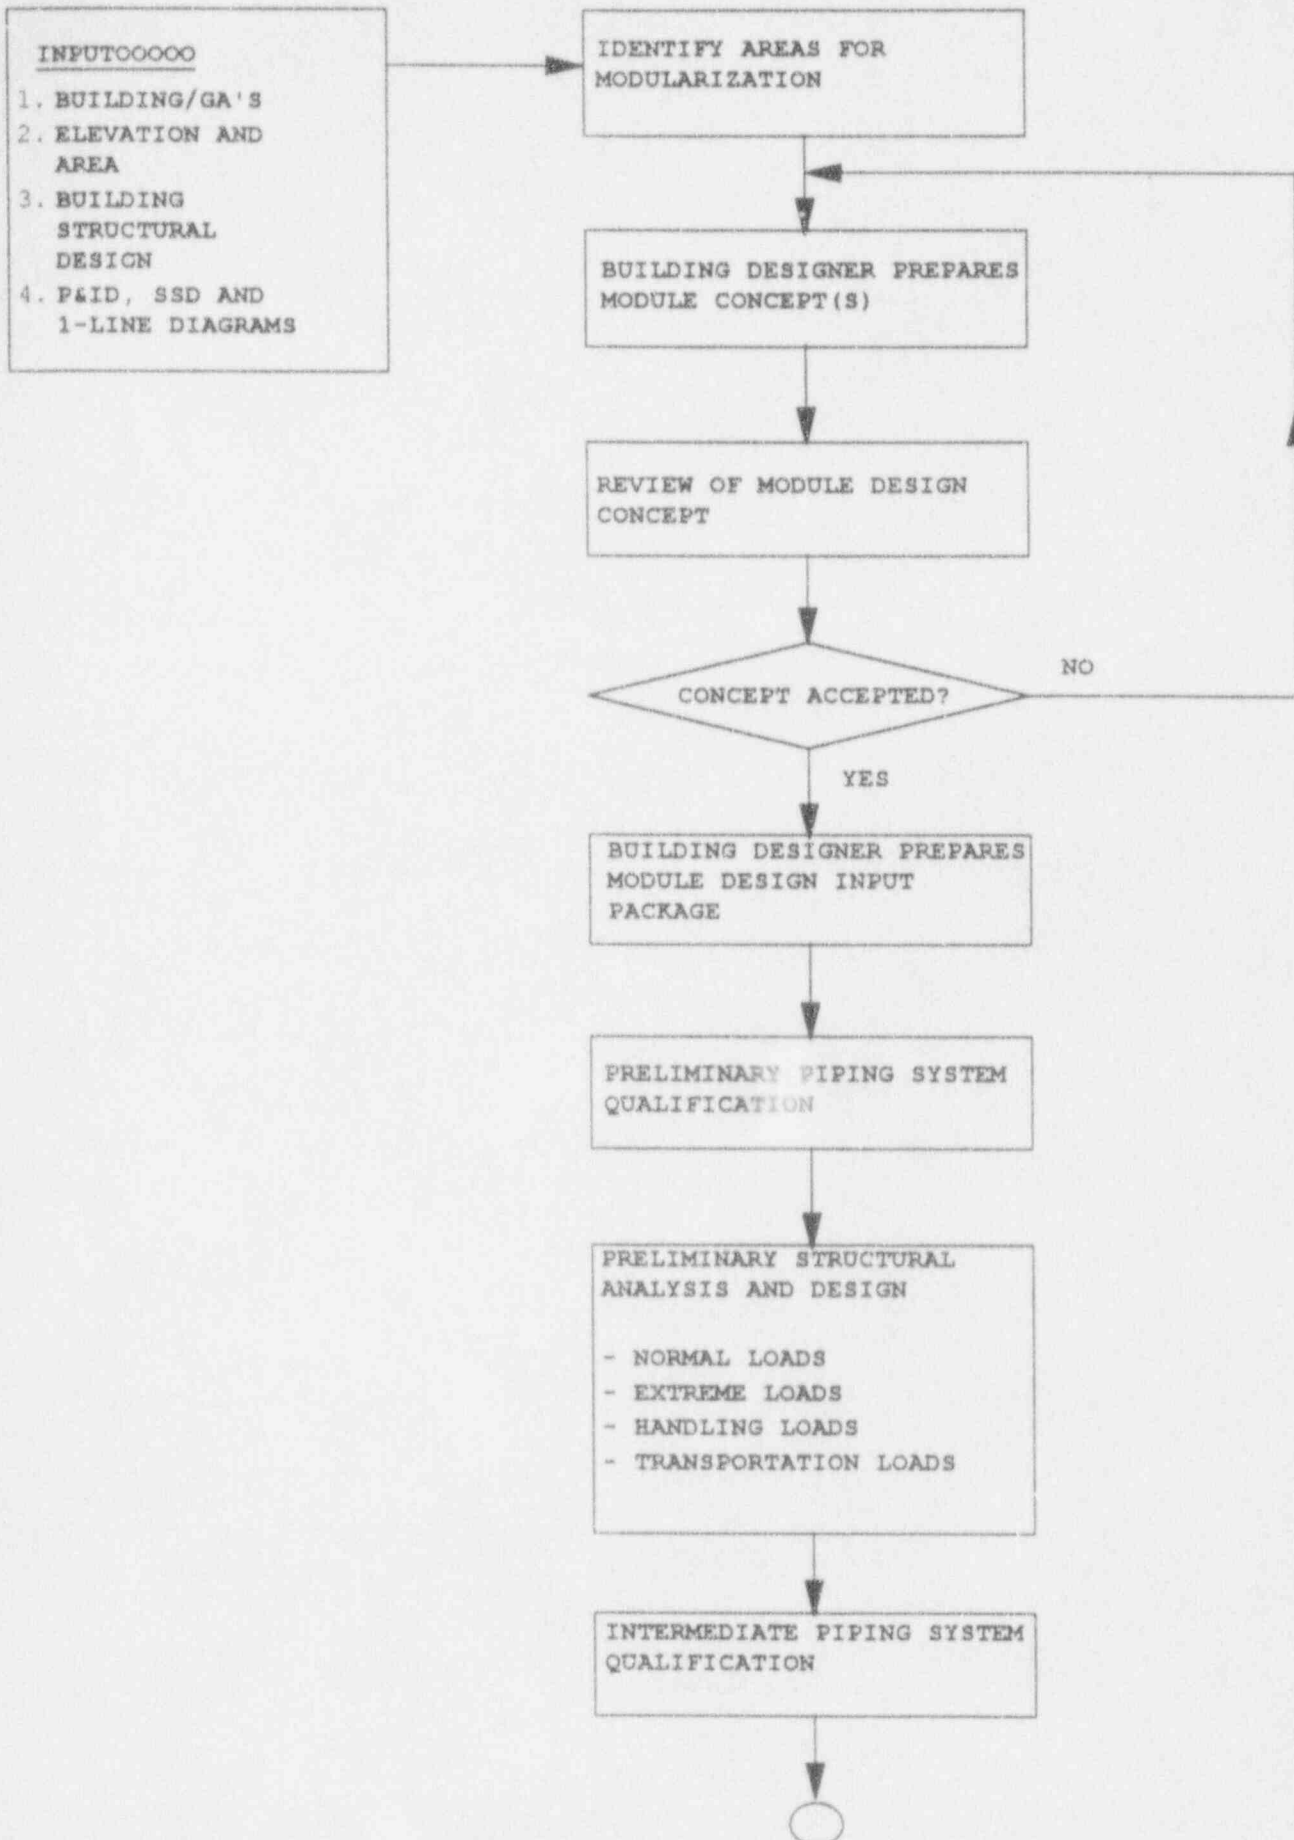 INPUTOOOOO
1. BUILDING/GA'S
2. ELEVATION AND
AREA
3. BUILDING
STRUCTURAL
DESIGN
4. P&ID, SSD AND
1-LINE DIAGRAMS
IDENTIFY AREAS FOR
MODULARIZATION
BUILDING DESIGNER PREPARES
MODULE CONCEPT(S)
REVIEW OF MODULE DESIGN
CONCEPT
CONCEPT ACCEPTED?
NO
YES
BUILDING DESIGNER PREPARES
MODULE DESIGN INPUT
PACKAGE
PRELIMINARY PIPING SYSTEM
QUALIFICATION
PRELIMINARY STRUCTURAL
ANALYSIS AND DESIGN
- NORMAL LOADS
- EXTREME LOADS
- HANDLING LOADS
- TRANSPORTATION LOADS
INTERMEDIATE PIPING SYSTEM
QUALIFICATION